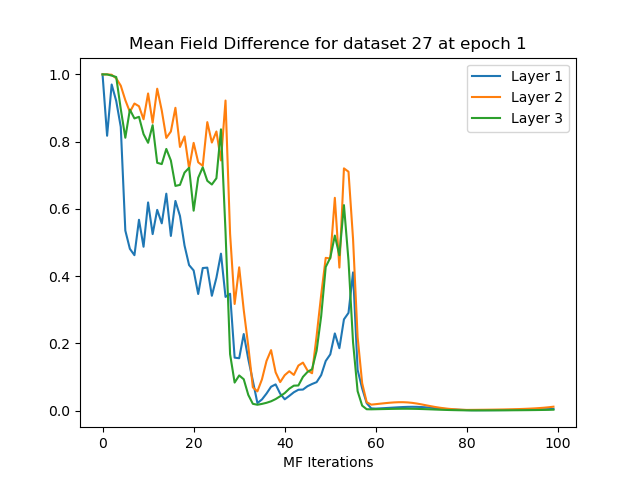 Mean Field Difference for dataset 27 at epoch 1
Layer 1
Layer 2
Layer 3
1.0
0.8
0.6
0.4
0.2
0.0
0 20 40 60 80 100
MF Iterations